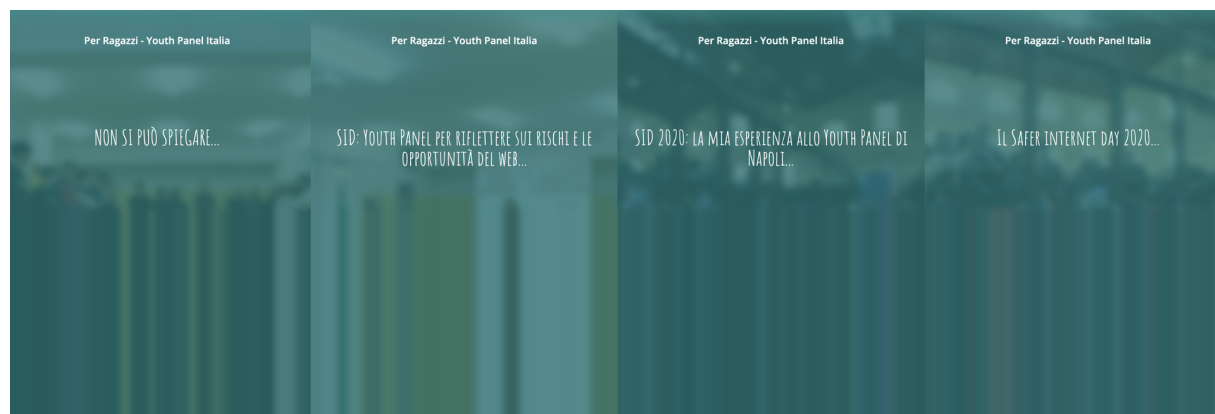 Per Ragazzi - Youth Panel Italia
NON SI PUÒ SPIEGARE...
Per Ragazzi - Youth Panel Italia
SID: Youth Panel per riflettere sui rischi e le
opportunità del web...
Per Ragazzi - Youth Panel Italia
SID 2020: la mia esperienza allo Youth Panel di
Napoli...
Per Ragazzi - Youth Panel Italia
Il Safer internet day 2020...